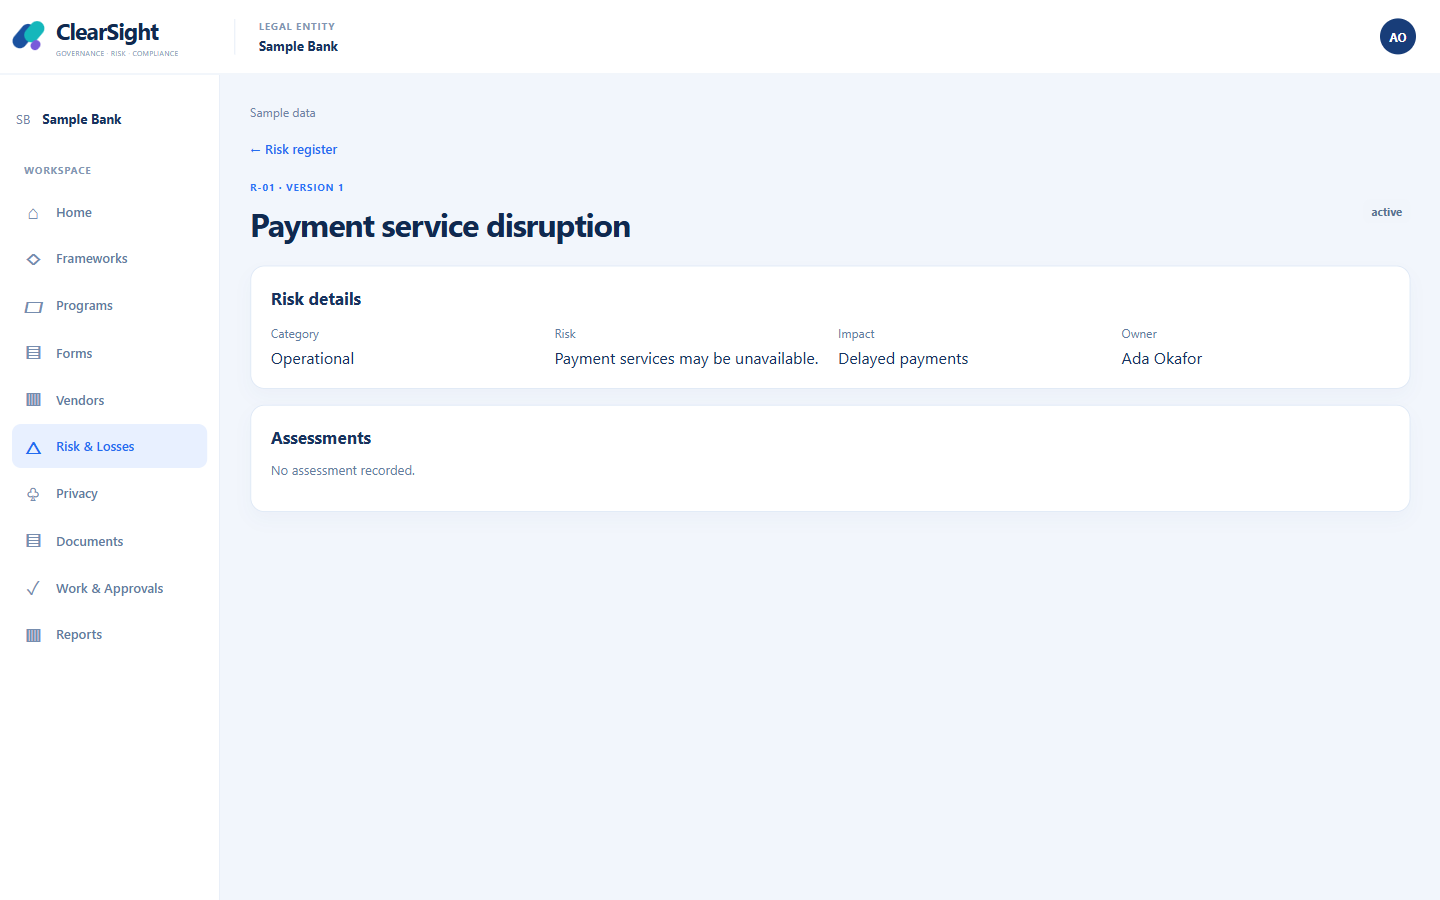 ClearSight
GOVERNANCE · RISK · COMPLIANCE
LEGAL ENTITY
Sample Bank
AO
SB Sample Bank
WORKSPACE
Home
Frameworks
Programs
Forms
Vendors
Risk & Losses
Privacy
Documents
Work & Approvals
Reports
Sample data
← Risk register
R-01 · VERSION 1
Payment service disruption
active
Risk details
Category
Operational
Risk
Payment services may be unavailable.
Impact
Delayed payments
Owner
Ada Okafor
Assessments
No assessment recorded.